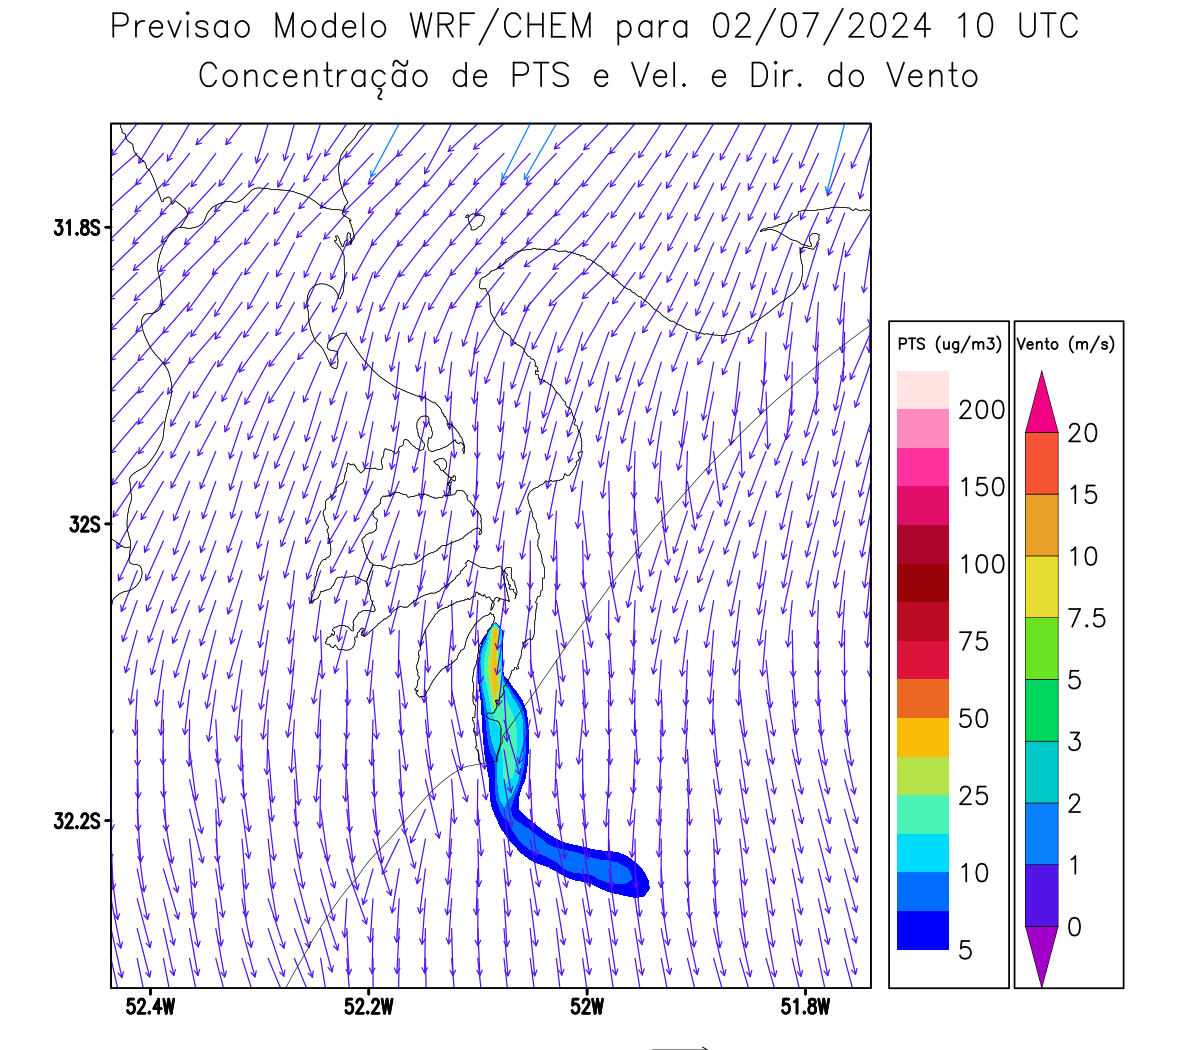 Previsao Modelo WRF/CHEM para 02/07/2024 10 UTC
Concentração de PTS e Vel. e Dir. do Vento
31.8S
32S
32.2S
52.4W 52.2W 52W 51.8W
PTS (ug/m3)
200
150
100
75
50
25
10
5
Vento (m/s)
20
15
10
7.5
5
3
2
1
0